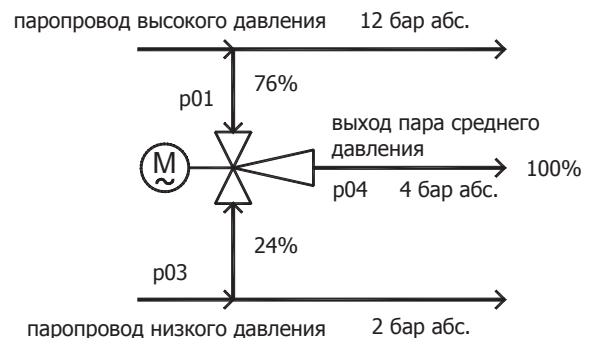 паропровод высокого давления 12 бар абс.
76%
p01
выход пара среднего
давления
M
100%
p04 4 бар абс.
24%
p03
паропровод низкого давления 2 бар абс.